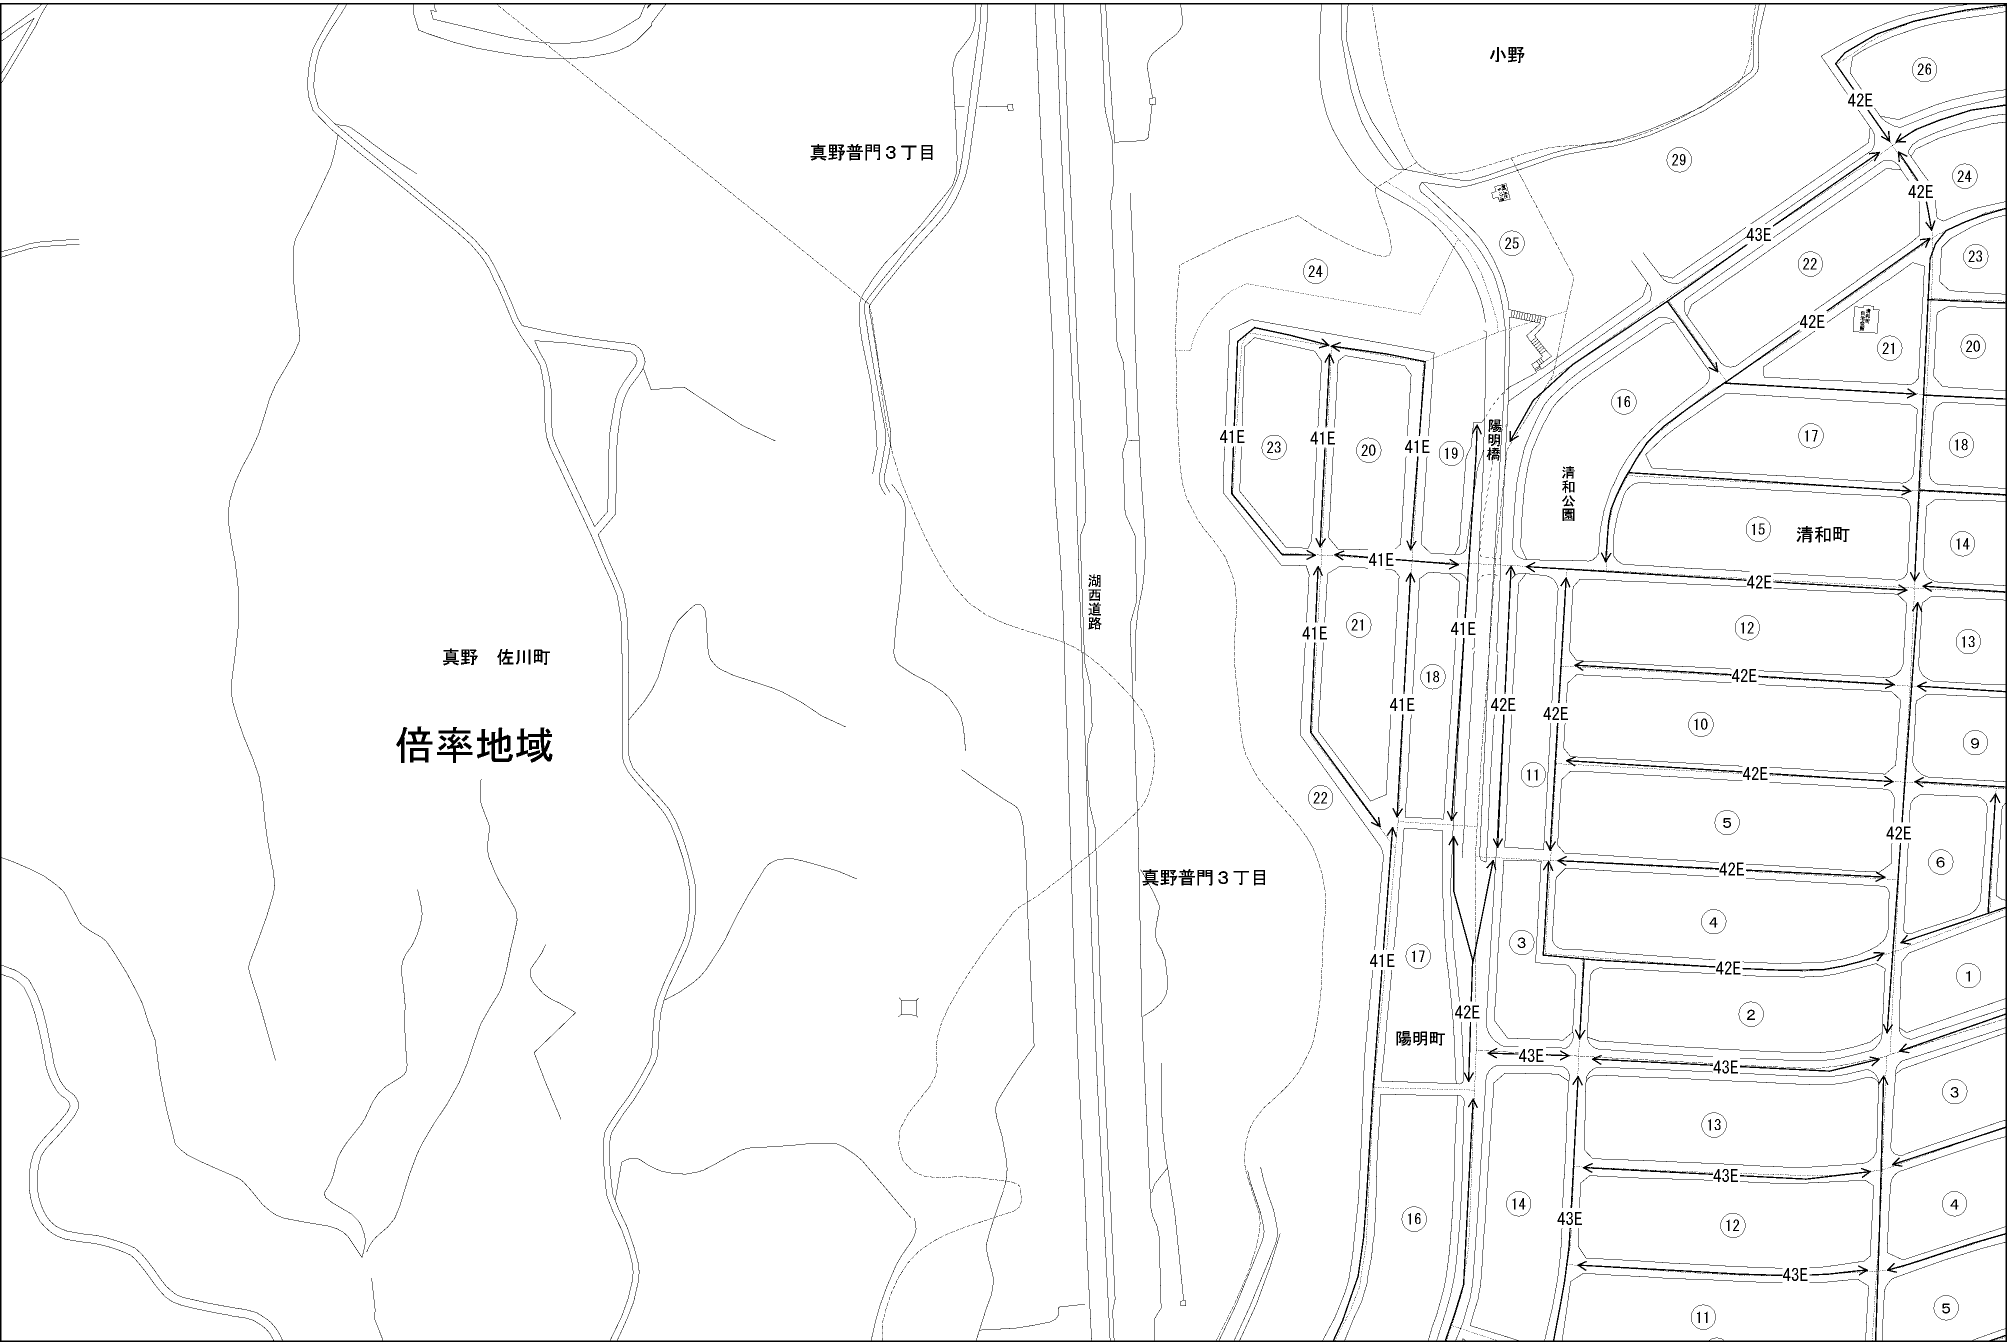 小野
㉖
42E
真野普門３丁目
㉙
㉔
42E
43E
㉕
㉒
㉓
㉔
42E
㉑
⑳
⑯
陽明橋
41E
㉓
41E
⑳
41E
⑲
⑰
⑱
清和公園
⑮
清和町
⑭
41E
42E
湖西道路
41E
㉑
41E
⑫
⑬
真野　佐川町
⑱
42E
41E
42E
42E
⑩
⑨
倍率地域
42E
⑪
㉒
⑤
42E
⑥
42E
真野普門３丁目
④
③
⑰
41E
42E
①
42E
②
陽明町
43E
43E
③
⑬
43E
⑭
⑯
43E
⑫
④
43E
⑪
⑤